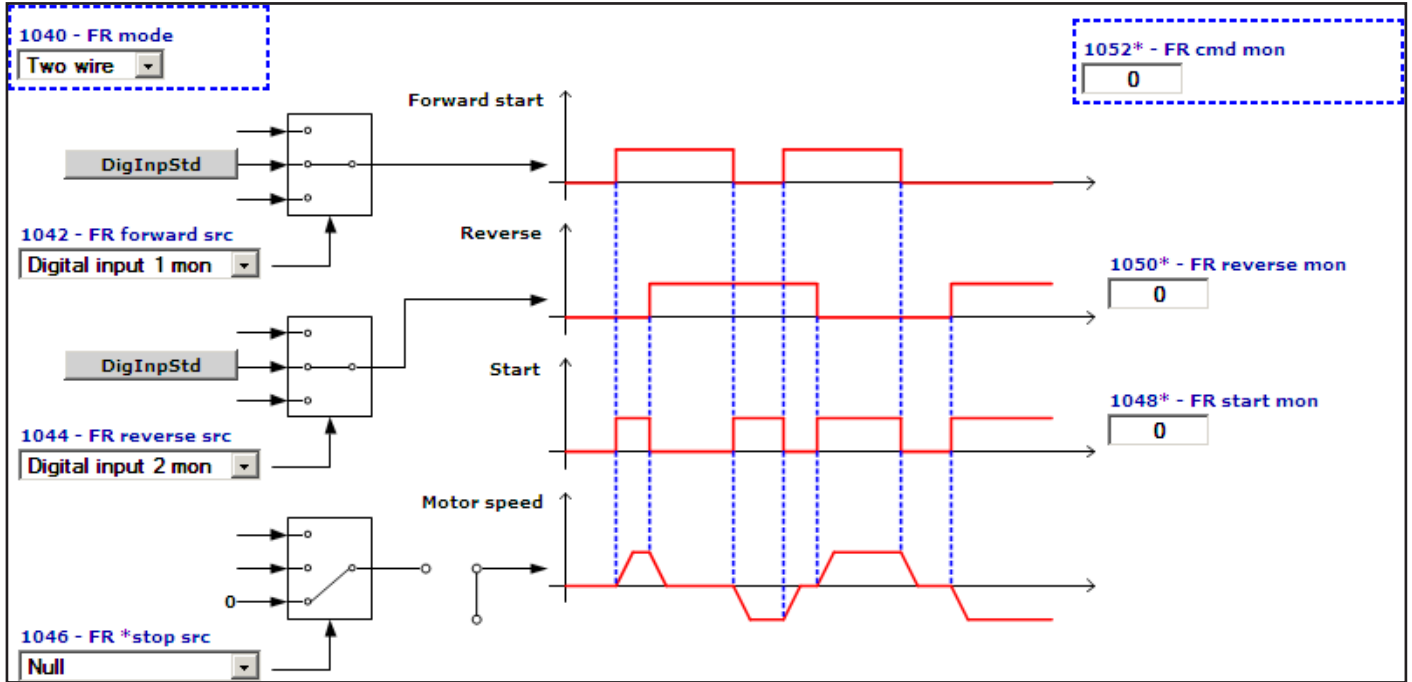 1040 - FR mode
Two wire
1052* - FR cmd mon
0
Forward start
DigInpStd
1042 - FR forward src
Digital input 1 mon
Reverse
1050* - FR reverse mon
0
DigInpStd
Start
1048* - FR start mon
0
1044 - FR reverse src
Digital input 2 mon
Motor speed
0
1046 - FR *stop src
Null